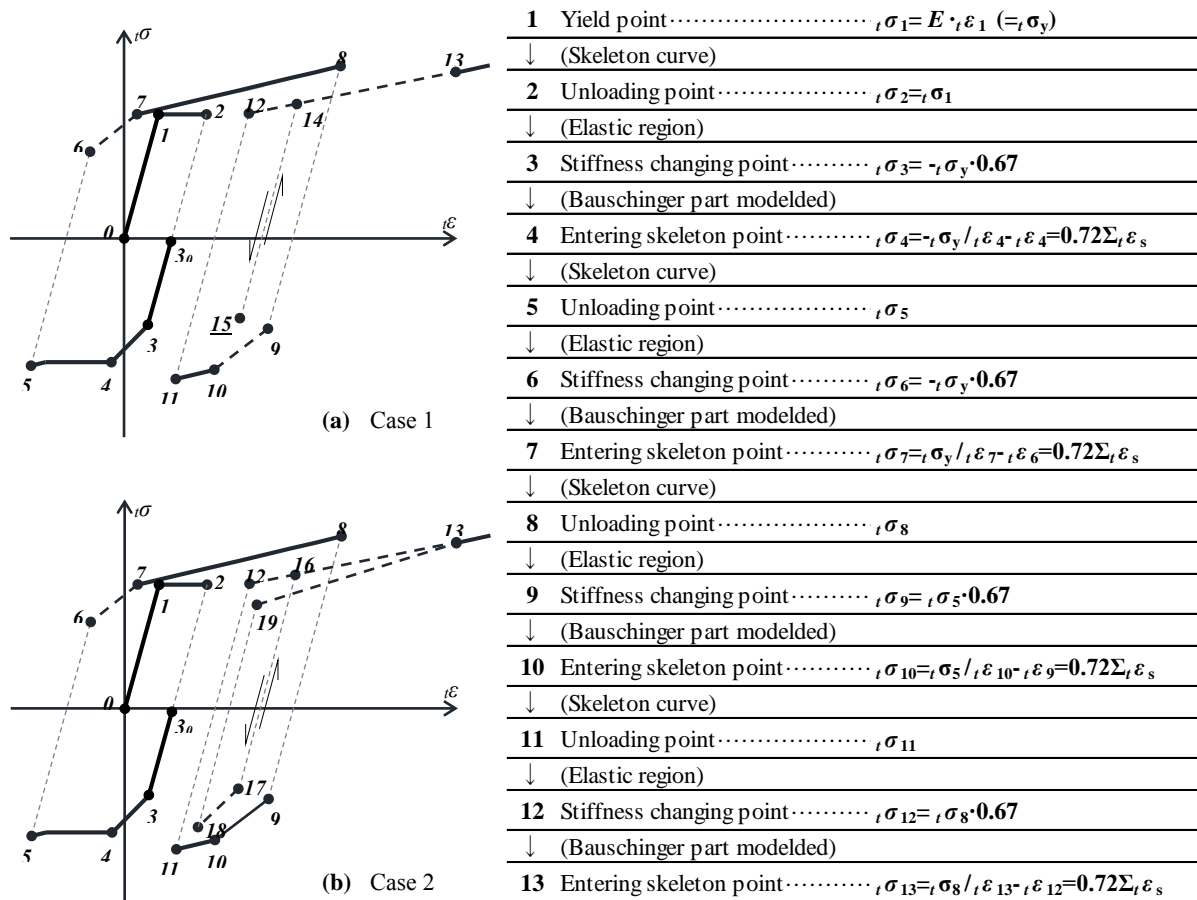 tσ
13
8
7
2
12
14
1
6
0
tε
3₀
15
3
9
5
4
11
10
(a) Case 1
tσ
13
8
16
7
2
12
1
19
6
0
tε
3₀
17
3
18
9
5
4
11
10
(b) Case 2
1 Yield point ···················· tσ1= E·tε1 (=tσy)
↓ (Skeleton curve)
2 Unloading point ···················· tσ2=tσ1
↓ (Elastic region)
3 Stiffness changing point ·········· tσ3= -tσy·0.67
↓ (Bauschinger part modelded)
4 Entering skeleton point ·········· tσ4=-tσy/tε4-tε4=0.72Σtεs
↓ (Skeleton curve)
5 Unloading point ···················· tσ5
↓ (Elastic region)
6 Stiffness changing point ·········· tσ6= -tσy·0.67
↓ (Bauschinger part modelded)
7 Entering skeleton point ·········· tσ7=tσy/tε7-tε6=0.72Σtεs
↓ (Skeleton curve)
8 Unloading point ···················· tσ8
↓ (Elastic region)
9 Stiffness changing point ·········· tσ9= tσ5·0.67
↓ (Bauschinger part modelded)
10 Entering skeleton point ·········· tσ10=tσ5/tε10-tε9=0.72Σtεs
↓ (Skeleton curve)
11 Unloading point ···················· tσ11
↓ (Elastic region)
12 Stiffness changing point ·········· tσ12= tσ8·0.67
↓ (Bauschinger part modelded)
13 Entering skeleton point ·········· tσ13=tσ8/tε13-tε12=0.72Σtεs